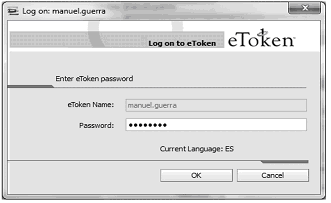 Log on: manuel.guerra
Log on to eToken
eToken
Enter eToken password
eToken Name: manuel.guerra
Password: ••••••••
Current Language: ES
OK Cancel